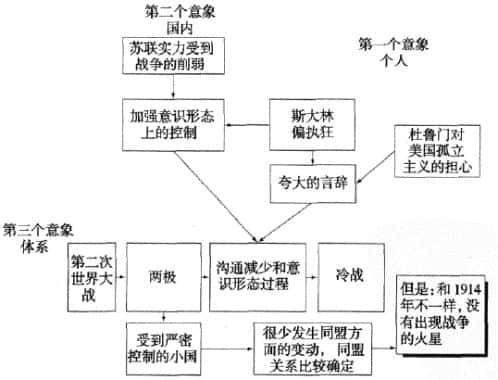 第二个意象
国内
苏联实力受到
战争的削弱
第一个意象
个人
加强意识形态
上的控制
斯大林
偏执狂
杜鲁门对
美国孤立
主义的担心
夸大的言辞
第三个意象
体系
第二次
世界大
战
两极
沟通减少和意
识形态过程
冷战
但是：和1914
年不一样，没
有出现战争
的火星
受到严密
控制的小国
很少发生同盟方
面的变动，同盟
关系比较确定